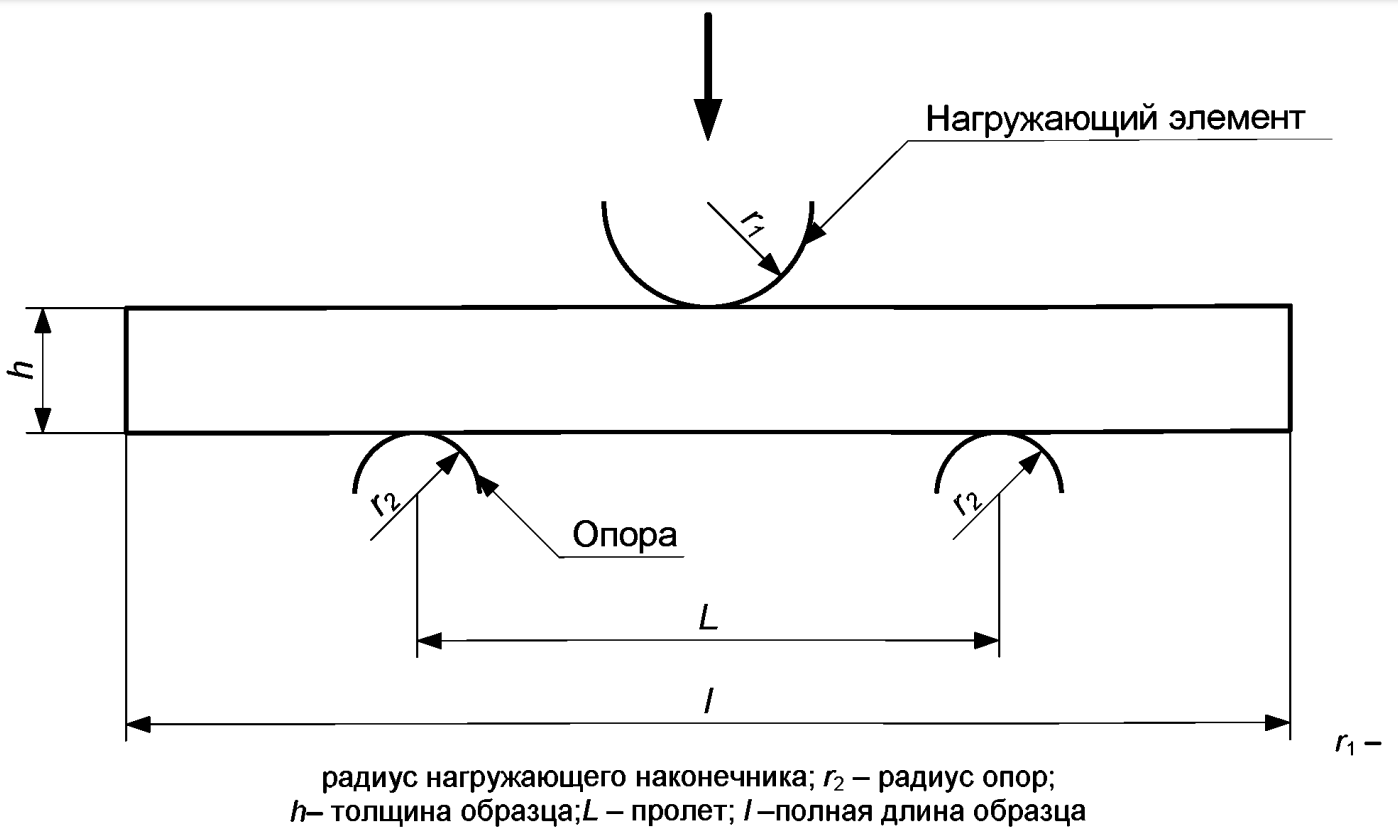 Нагружающий элемент
r1
h
r2
r2
Опора
L
l
r1 –
радиус нагружающего наконечника; r2 – радиус опор;
h– толщина образца;L – пролет; l –полная длина образца